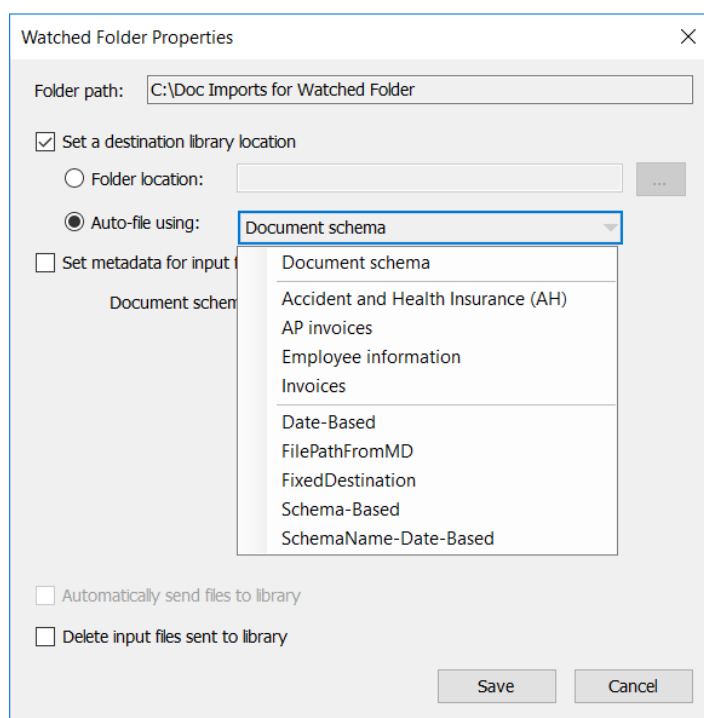 Watched Folder Properties
Folder path: C:\Doc Imports for Watched Folder
Set a destination library location
Folder location: ...
Auto-file using: Document schema
Set metadata for input
Document schema
Accident and Health Insurance (AH)
Document
AP invoices
Employee information
Invoices
Date-Based
FilePathFromMD
FixedDestination
Schema-Based
SchemaName-Date-Based
Automatically send files to library
Delete input files sent to library
Save Cancel